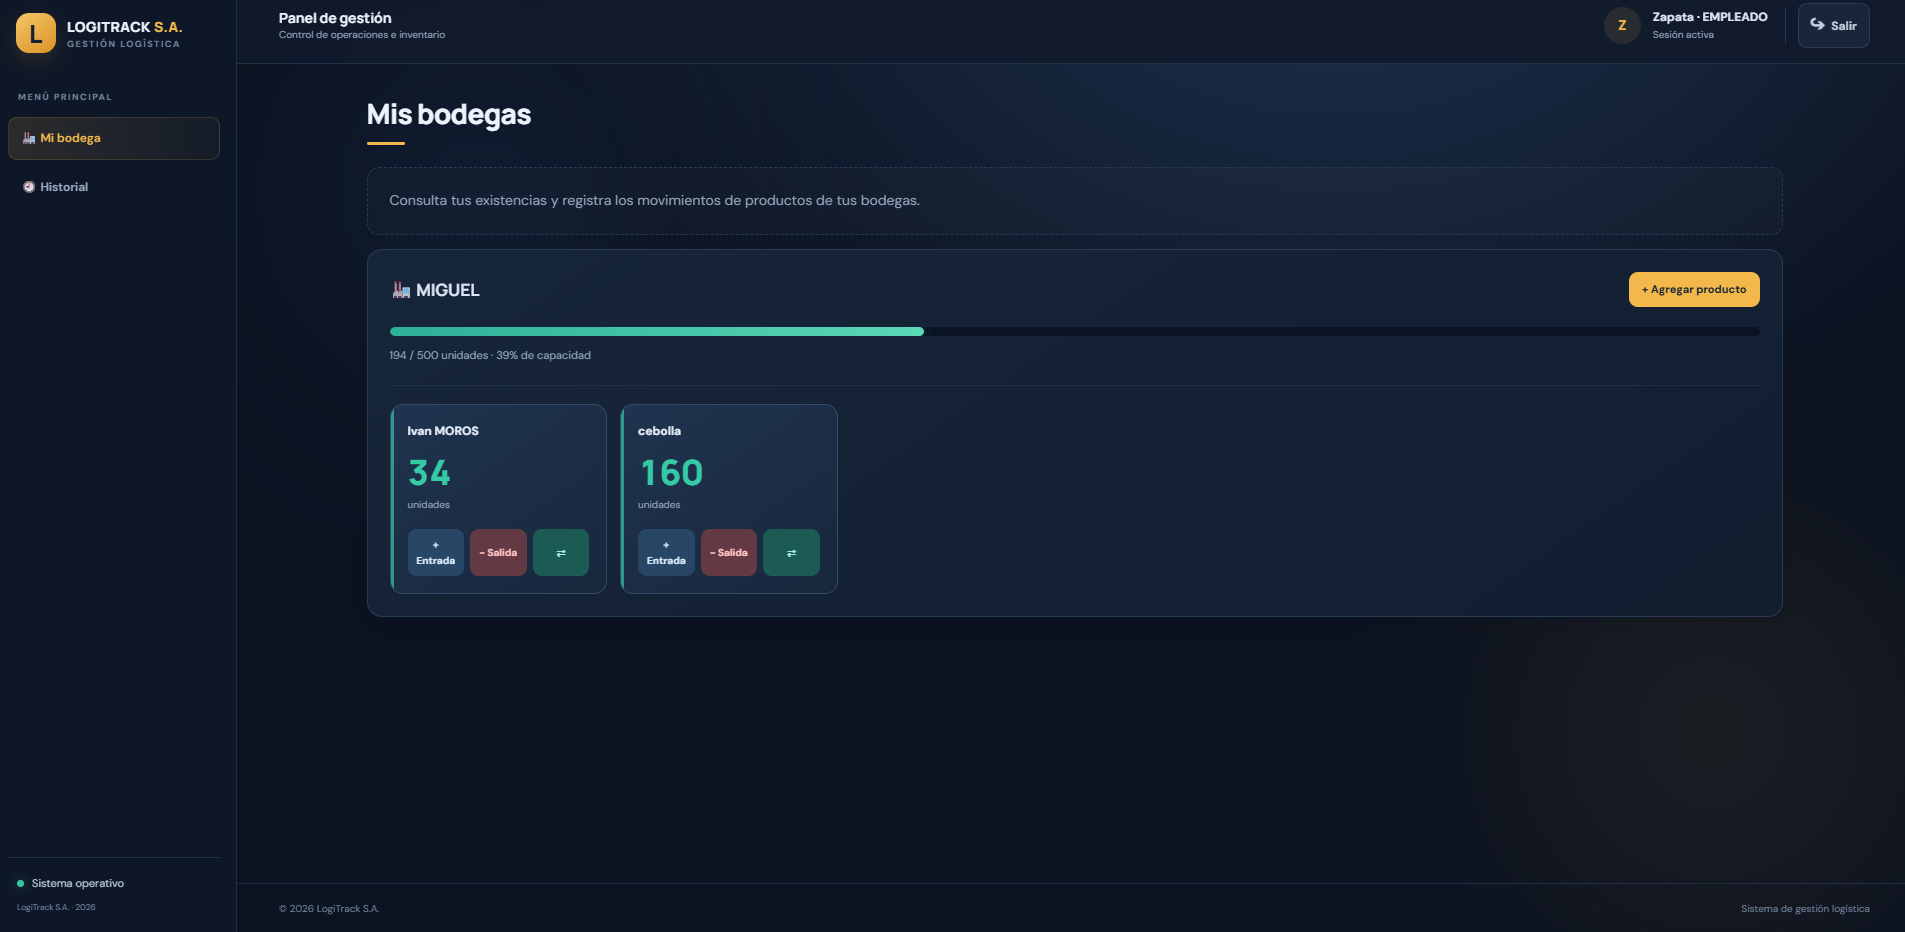 L
LOGITRACK S.A.
GESTIÓN LOGÍSTICA
MENÚ PRINCIPAL
Mi bodega
Historial
Sistema operativo
LogiTrack S.A. · 2026
Panel de gestión
Control de operaciones e inventario
Z
Zapata · EMPLEADO
Sesión activa
↪ Salir
Mis bodegas
Consulta tus existencias y registra los movimientos de productos de tus bodegas.
MIGUEL
+ Agregar producto
194 / 500 unidades · 39% de capacidad
Ivan MOROS
34
unidades
+
Entrada
− Salida
⇄
cebolla
160
unidades
+
Entrada
− Salida
⇄
© 2026 LogiTrack S.A.
Sistema de gestión logística